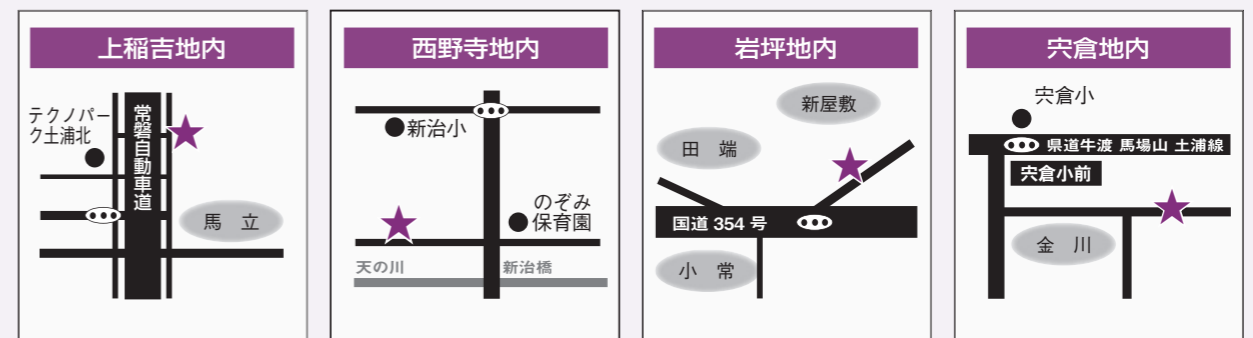 上稲吉地内
テクノパー
ク土浦北
常磐自動車道
馬 立
西野寺地内
新治小
のぞみ
保育園
天の川
新治橋
岩坪地内
新屋敷
田 端
国道 354 号
小 常
宍倉地内
宍倉小
県道牛渡 馬場山 土浦線
宍倉小前
金 川